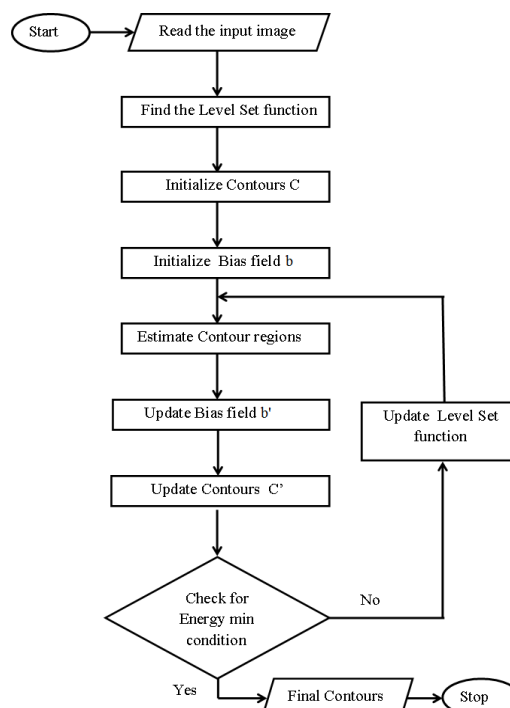 Start
Read the input image
Find the Level Set function
Initialize Contours C
Initialize Bias field b
Estimate Contour regions
Update Bias field b'
Update Level Set
function
Update Contours C’
Check for
Energy min
condition
No
Yes
Final Contours
Stop